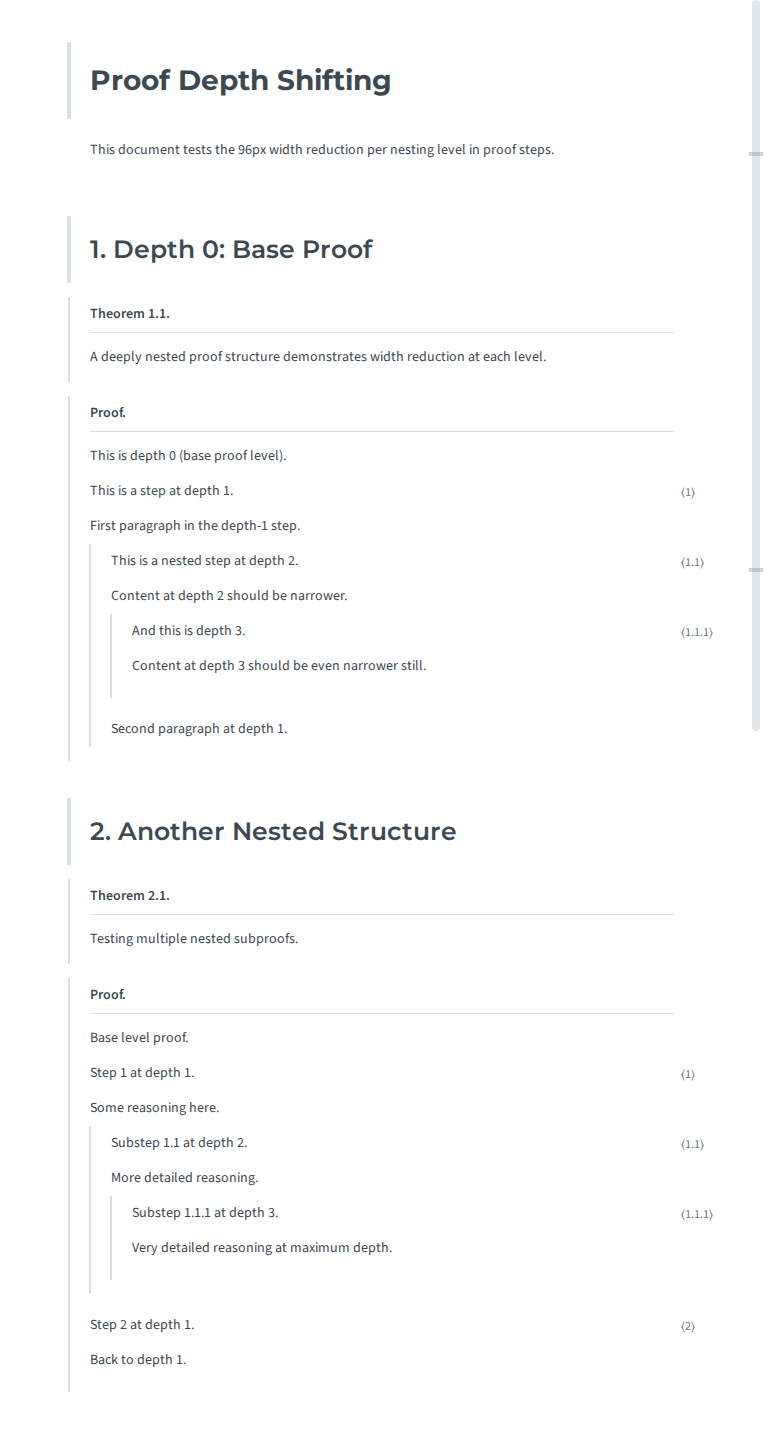 Proof Depth Shifting
This document tests the 96px width reduction per nesting level in proof steps.
1. Depth 0: Base Proof
Theorem 1.1.
A deeply nested proof structure demonstrates width reduction at each level.
Proof.
This is depth 0 (base proof level).
This is a step at depth 1. ⟨1⟩
First paragraph in the depth-1 step.
This is a nested step at depth 2. ⟨1.1⟩
Content at depth 2 should be narrower.
And this is depth 3. ⟨1.1.1⟩
Content at depth 3 should be even narrower still.
Second paragraph at depth 1.
2. Another Nested Structure
Theorem 2.1.
Testing multiple nested subproofs.
Proof.
Base level proof.
Step 1 at depth 1. ⟨1⟩
Some reasoning here.
Substep 1.1 at depth 2. ⟨1.1⟩
More detailed reasoning.
Substep 1.1.1 at depth 3. ⟨1.1.1⟩
Very detailed reasoning at maximum depth.
Step 2 at depth 1. ⟨2⟩
Back to depth 1.